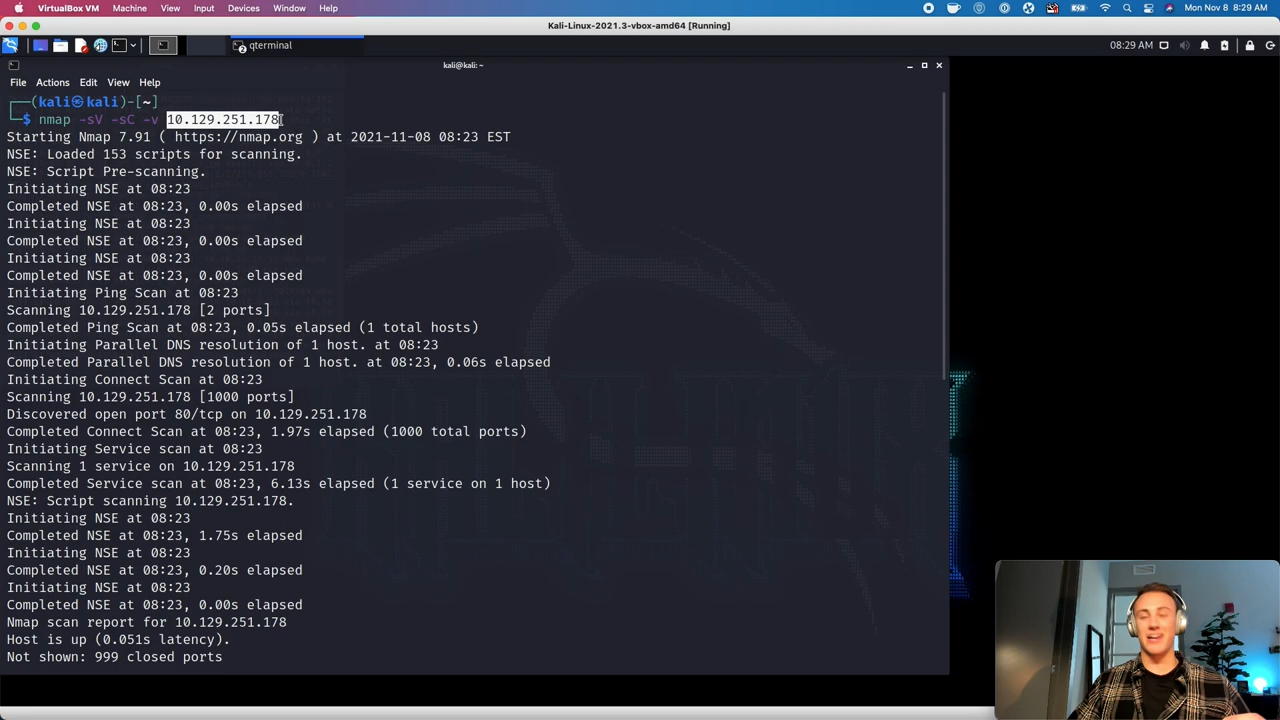 VirtualBox VM Machine View Input Devices Window Help Mon Nov 8 8:29 AM
Kali-Linux-2021.3-vbox-amd64 [Running]
qterminal 08:29 AM
kali@kali: ~
File Actions Edit View Help
(kali㉿kali)-[~]
$ nmap -sV -sC -v 10.129.251.178
Starting Nmap 7.91 ( https://nmap.org ) at 2021-11-08 08:23 EST
NSE: Loaded 153 scripts for scanning.
NSE: Script Pre-scanning.
Initiating NSE at 08:23
Completed NSE at 08:23, 0.00s elapsed
Initiating NSE at 08:23
Completed NSE at 08:23, 0.00s elapsed
Initiating NSE at 08:23
Completed NSE at 08:23, 0.00s elapsed
Initiating Ping Scan at 08:23
Scanning 10.129.251.178 [2 ports]
Completed Ping Scan at 08:23, 0.05s elapsed (1 total hosts)
Initiating Parallel DNS resolution of 1 host. at 08:23
Completed Parallel DNS resolution of 1 host. at 08:23, 0.06s elapsed
Initiating Connect Scan at 08:23
Scanning 10.129.251.178 [1000 ports]
Discovered open port 80/tcp on 10.129.251.178
Completed Connect Scan at 08:23, 1.97s elapsed (1000 total ports)
Initiating Service scan at 08:23
Scanning 1 service on 10.129.251.178
Completed Service scan at 08:23, 6.13s elapsed (1 service on 1 host)
NSE: Script scanning 10.129.251.178.
Initiating NSE at 08:23
Completed NSE at 08:23, 1.75s elapsed
Initiating NSE at 08:23
Completed NSE at 08:23, 0.20s elapsed
Initiating NSE at 08:23
Completed NSE at 08:23, 0.00s elapsed
Nmap scan report for 10.129.251.178
Host is up (0.051s latency).
Not shown: 999 closed ports